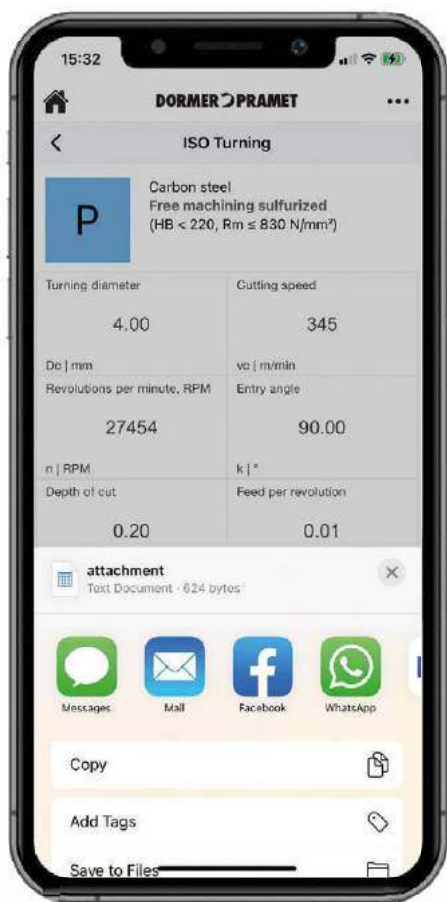 15:32
DORMER PRAMET
ISO Turning
P
Carbon steel
Free machining sulfurized
(HB < 220, Rm ≤ 830 N/mm²)
Turning diameter
Cutting speed
4.00
345
Dc | mm
vc | m/min
Revolutions per minute, RPM
Entry angle
27454
90.00
n | RPM
k | °
Depth of cut
Feed per revolution
0.20
0.01
attachment
Text Document · 624 bytes
Messages
Mail
Facebook
WhatsApp
Copy
Add Tags
Save to Files